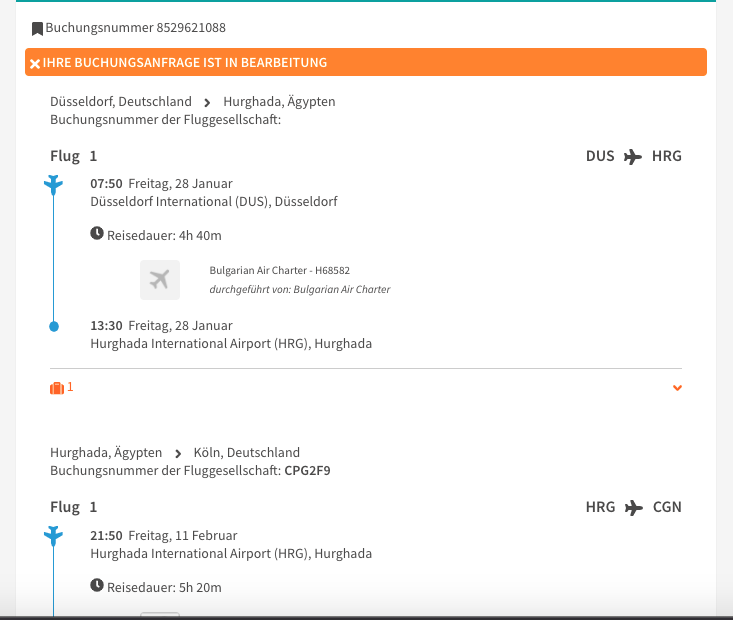 Buchungsnummer 8529621088
IHRE BUCHUNGSANFRAGE IST IN BEARBEITUNG
Düsseldorf, Deutschland > Hurghada, Ägypten
Buchungsnummer der Fluggesellschaft:
Flug 1 DUS HRG
07:50 Freitag, 28 Januar
Düsseldorf International (DUS), Düsseldorf
Reisedauer: 4h 40m
Bulgarian Air Charter - H68582
durchgeführt von: Bulgarian Air Charter
13:30 Freitag, 28 Januar
Hurghada International Airport (HRG), Hurghada
1
Hurghada, Ägypten > Köln, Deutschland
Buchungsnummer der Fluggesellschaft: CPG2F9
Flug 1 HRG CGN
21:50 Freitag, 11 Februar
Hurghada International Airport (HRG), Hurghada
Reisedauer: 5h 20m